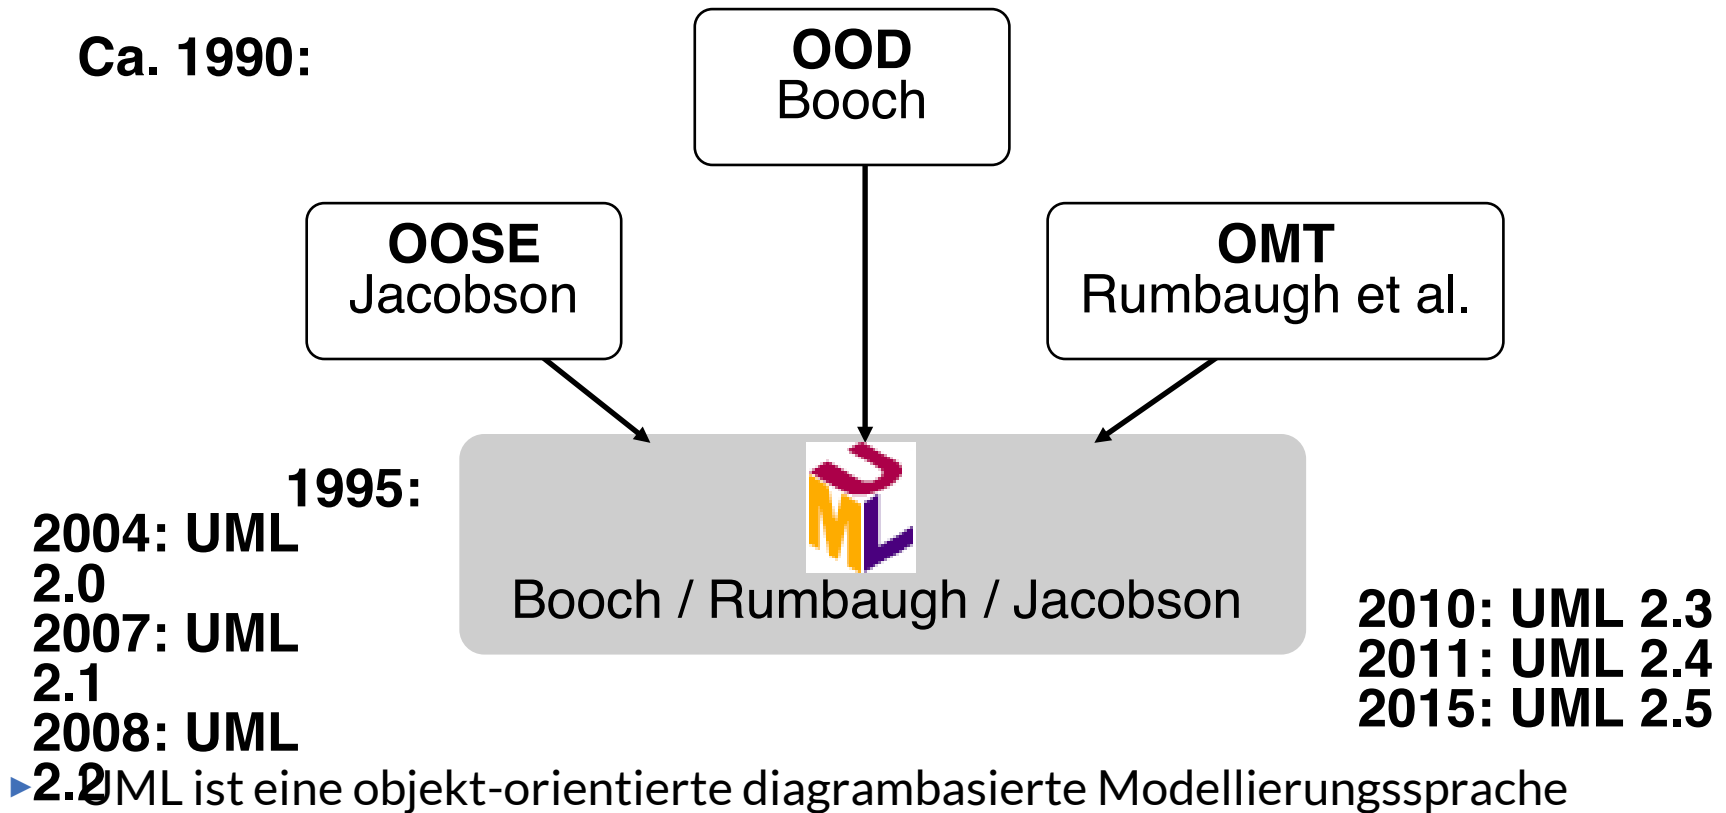 Ca. 1990:
OOD
Booch
OOSE
Jacobson
OMT
Rumbaugh et al.
UML
1995:
Booch / Rumbaugh / Jacobson
2004: UML
2.0
2007: UML
2.1
2008: UML
2.2
2010: UML 2.3
2011: UML 2.4
2015: UML 2.5
UML ist eine objekt-orientierte diagrambasierte Modellierungssprache